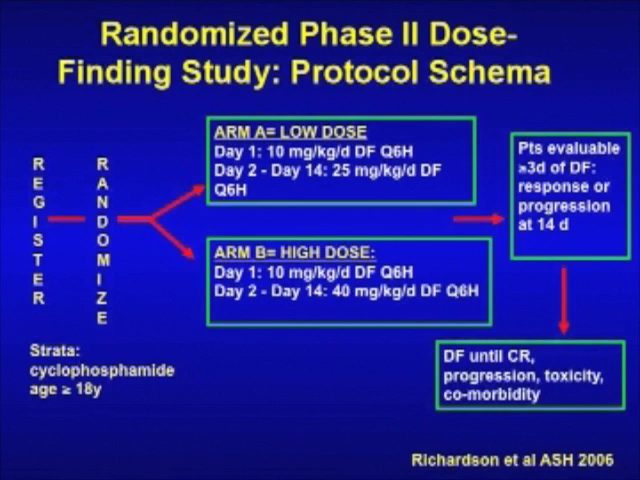 Randomized Phase II Dose-
Finding Study: Protocol Schema
REGISTER
RANDOMIZE
ARM A= LOW DOSE
Day 1: 10 mg/kg/d DF Q6H
Day 2 - Day 14: 25 mg/kg/d DF
Q6H
ARM B= HIGH DOSE:
Day 1: 10 mg/kg/d DF Q6H
Day 2 - Day 14: 40 mg/kg/d DF Q6H
Pts evaluable
≥3d of DF:
response or
progression
at 14 d
Strata:
cyclophosphamide
age ≥ 18y
DF until CR,
progression, toxicity,
co-morbidity
Richardson et al ASH 2006